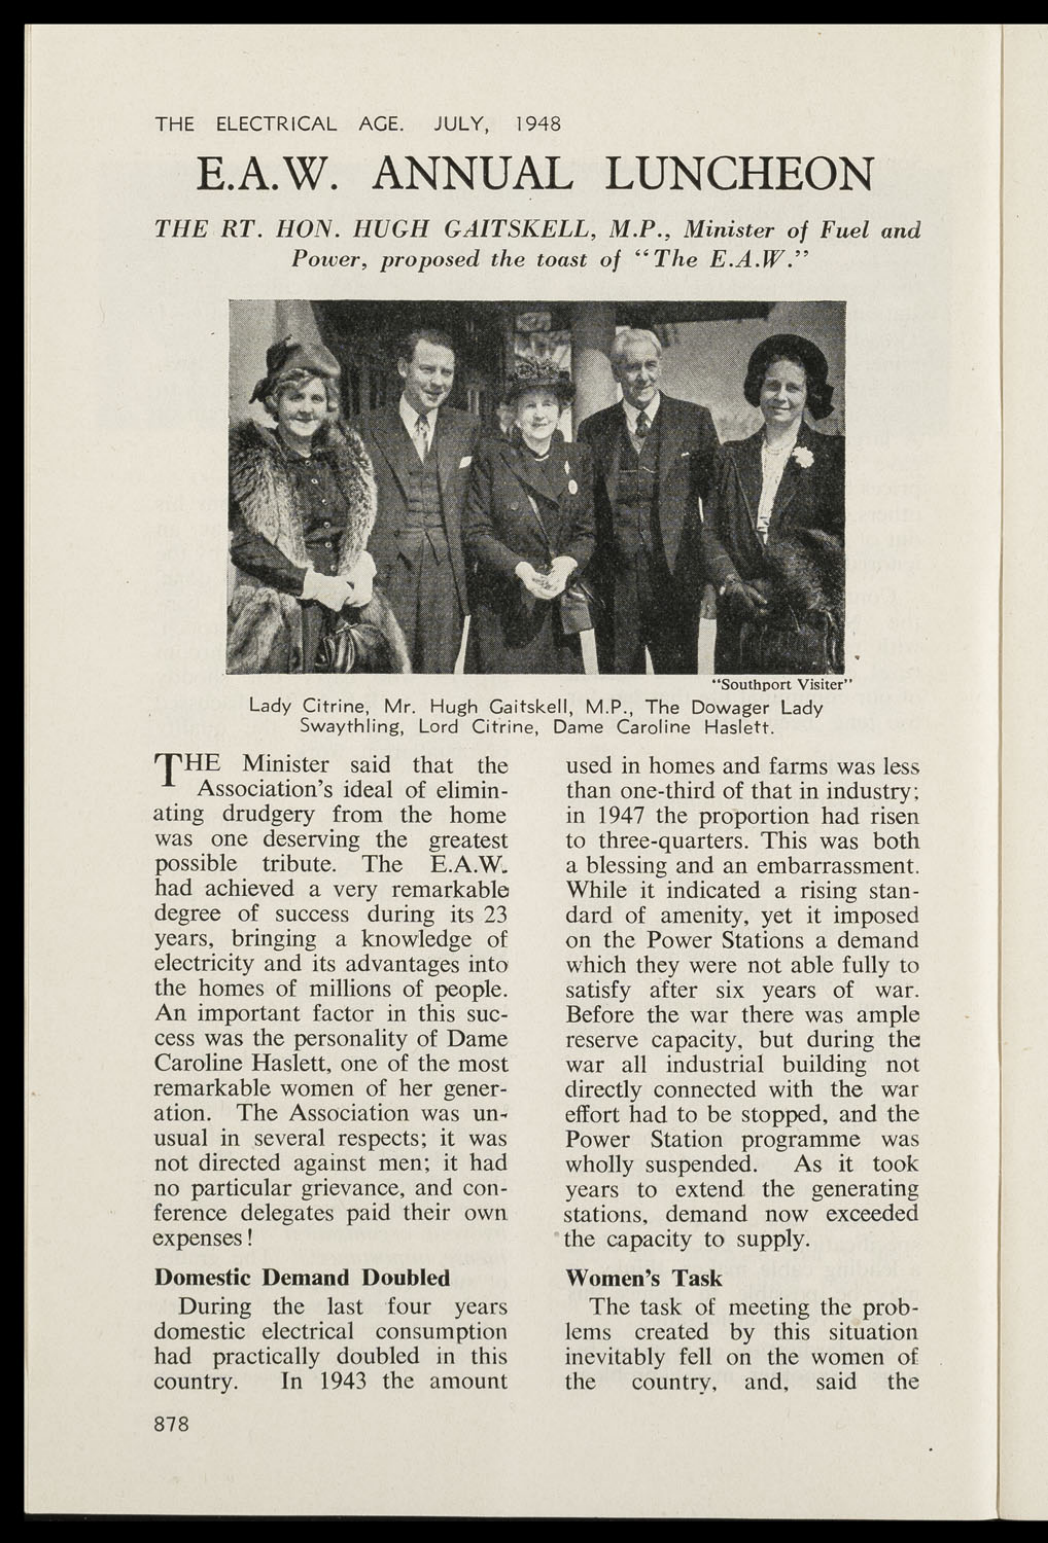 THE ELECTRICAL AGE. JULY, 1948
E.A.W. ANNUAL LUNCHEON
THE RT. HON. HUGH GAITSKELL, M.P., Minister of Fuel and
Power, proposed the toast of “The E.A.W.”
“Southport Visiter”
Lady Citrine, Mr. Hugh Gaitskell, M.P., The Dowager Lady
Swaythling, Lord Citrine, Dame Caroline Haslett.
THE Minister said that the
Association’s ideal of elimin-
ating drudgery from the home
was one deserving the greatest
possible tribute. The E.A.W.
had achieved a very remarkable
degree of success during its 23
years, bringing a knowledge of
electricity and its advantages into
the homes of millions of people.
An important factor in this suc-
cess was the personality of Dame
Caroline Haslett, one of the most
remarkable women of her gener-
ation. The Association was un-
usual in several respects; it was
not directed against men; it had
no particular grievance, and con-
ference delegates paid their own
expenses!
Domestic Demand Doubled
During the last four years
domestic electrical consumption
had practically doubled in this
country. In 1943 the amount
used in homes and farms was less
than one-third of that in industry;
in 1947 the proportion had risen
to three-quarters. This was both
a blessing and an embarrassment.
While it indicated a rising stan-
dard of amenity, yet it imposed
on the Power Stations a demand
which they were not able fully to
satisfy after six years of war.
Before the war there was ample
reserve capacity, but during the
war all industrial building not
directly connected with the war
effort had to be stopped, and the
Power Station programme was
wholly suspended. As it took
years to extend the generating
stations, demand now exceeded
the capacity to supply.
Women’s Task
The task of meeting the prob-
lems created by this situation
inevitably fell on the women of
the country, and, said the
878